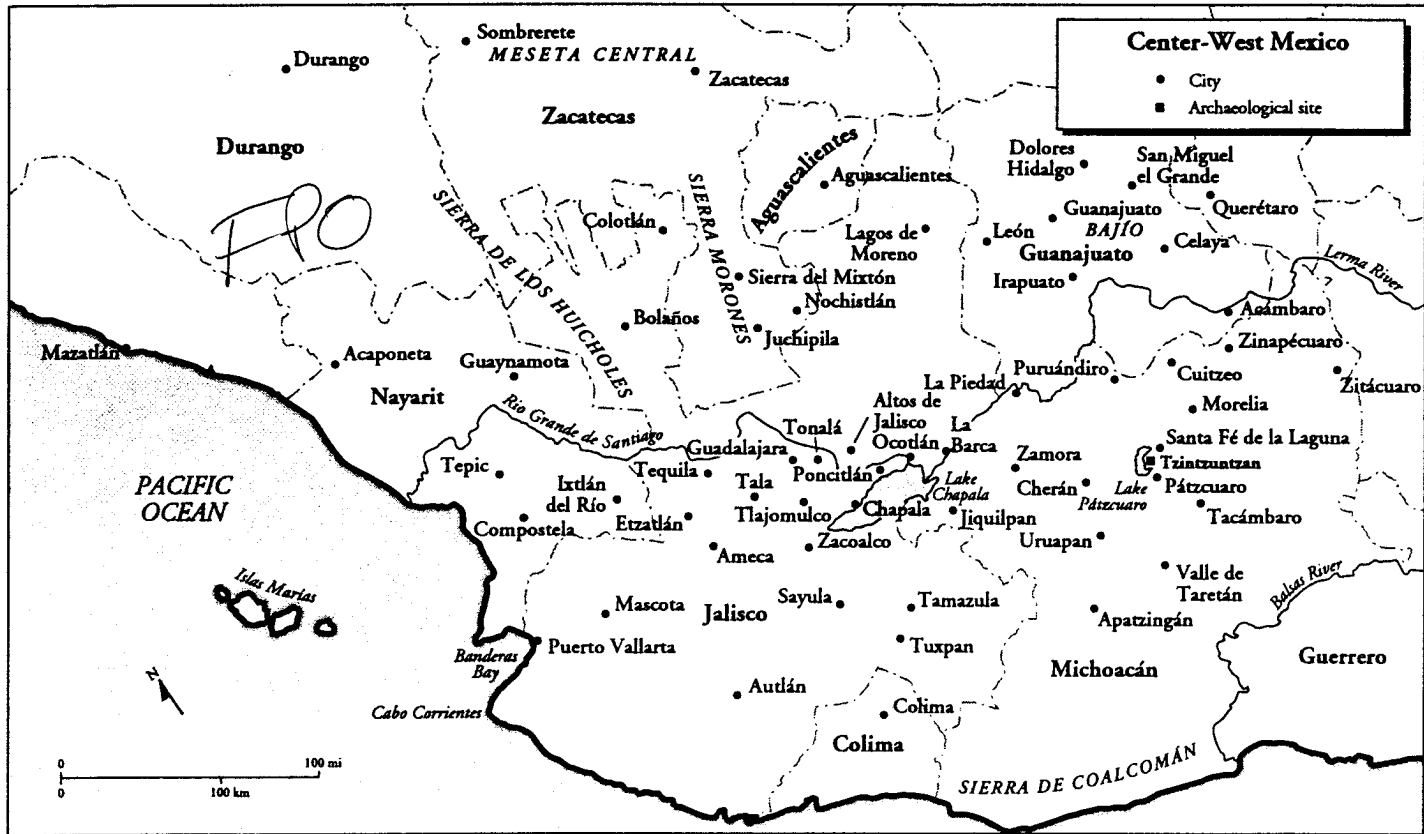 Center-West Mexico
City
Archaeological site
Sombrerete
MESETA CENTRAL
Durango
Zacatecas
Zacatecas
Durango
FPO
Aguascalientes
Aguascalientes
Dolores
Hidalgo
San Miguel
el Grande
Querétaro
Guanajuato
BAJÍO
Guanajuato
Celaya
León
Irapuato
Lagos de
Moreno
Lerma River
SIERRA DE LOS HUICHOLES
SIERRA MORONES
Colotlán
Sierra del Mixtón
Nochistlán
Bolaños
Juchipila
Acámbaro
Zinapécuaro
Mazatlán
Acaponeta
Guaynamota
Nayarit
Puruándiro
Cuitzeo
Zitácuaro
La Piedad
Morelia
Rio Grande de Santiago
Tonalá
Altos de
Jalisco
Ocotlán
La
Barca
Guadalajara
Poncitlán
Santa Fé de la Laguna
Tzintzuntzan
Pátzcuaro
Lake
Pátzcuaro
Zamora
Cherán
Tacámbaro
Tepic
Ixtlán
del Río
Tequila
Tala
Lake
Chapala
Compostela
Etzatlán
Tlajomulco
Chapala
Jiquilpan
Uruapan
Ameca
Zacoalco
PACIFIC
OCEAN
Islas Marías
Valle de
Taretán
Balsas River
Mascota
Jalisco
Sayula
Tamazula
Apatzingán
Puerto Vallarta
Tuxpan
Banderas
Bay
Michoacán
Guerrero
N
Autlán
Cabo Corrientes
Colima
Colima
SIERRA DE COALCOMÁN
0 100 mi
0 100 km